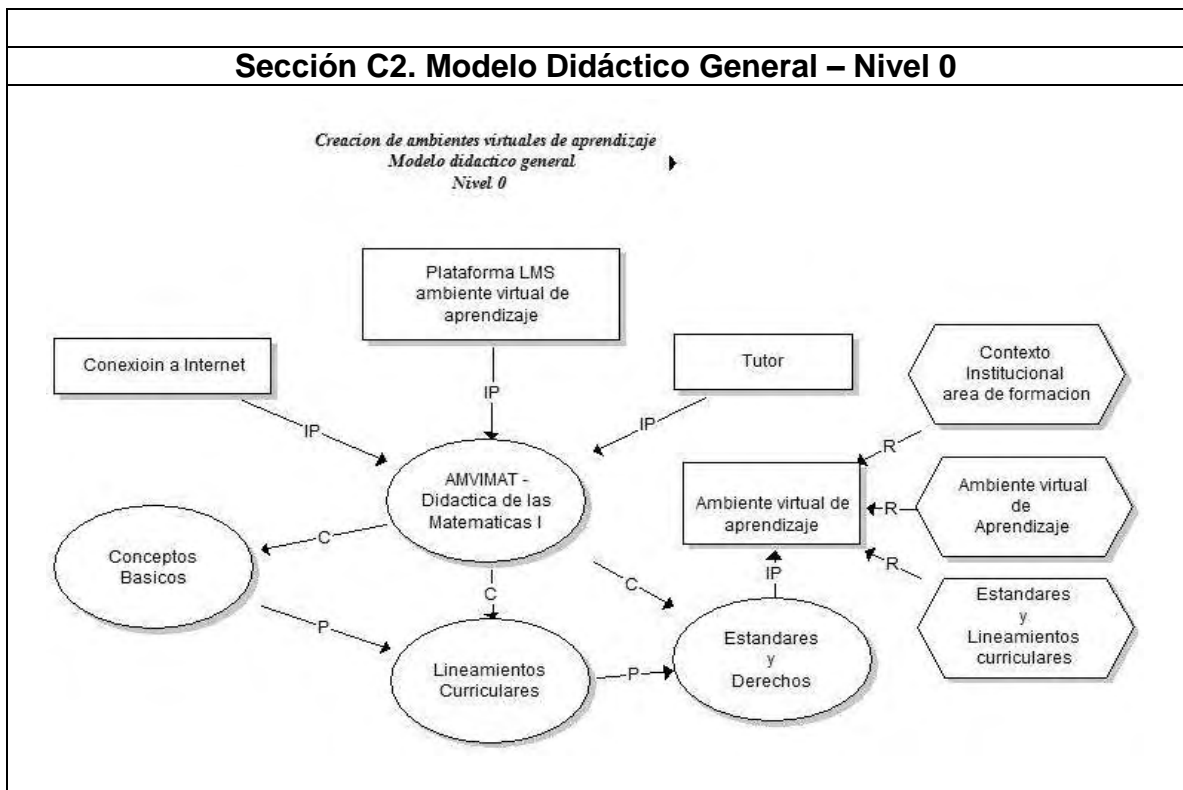 Sección C2. Modelo Didáctico General – Nivel 0
Creacion de ambientes virtuales de aprendizaje
Modelo didactico general
Nivel 0
Plataforma LMS
ambiente virtual de
aprendizaje
Conexioin a Internet
Tutor
Contexto
Institucional
area de formacion
IP
IP
IP
R
AMVIMAT -
Didactica de las
Matematicas I
Ambiente virtual de
aprendizaje
R
Ambiente virtual
de
Aprendizaje
C
Conceptos
Basicos
C
C
IP
R
Estandares
y
Lineamientos
curriculares
P
Lineamientos
Curriculares
P
Estandares
y
Derechos